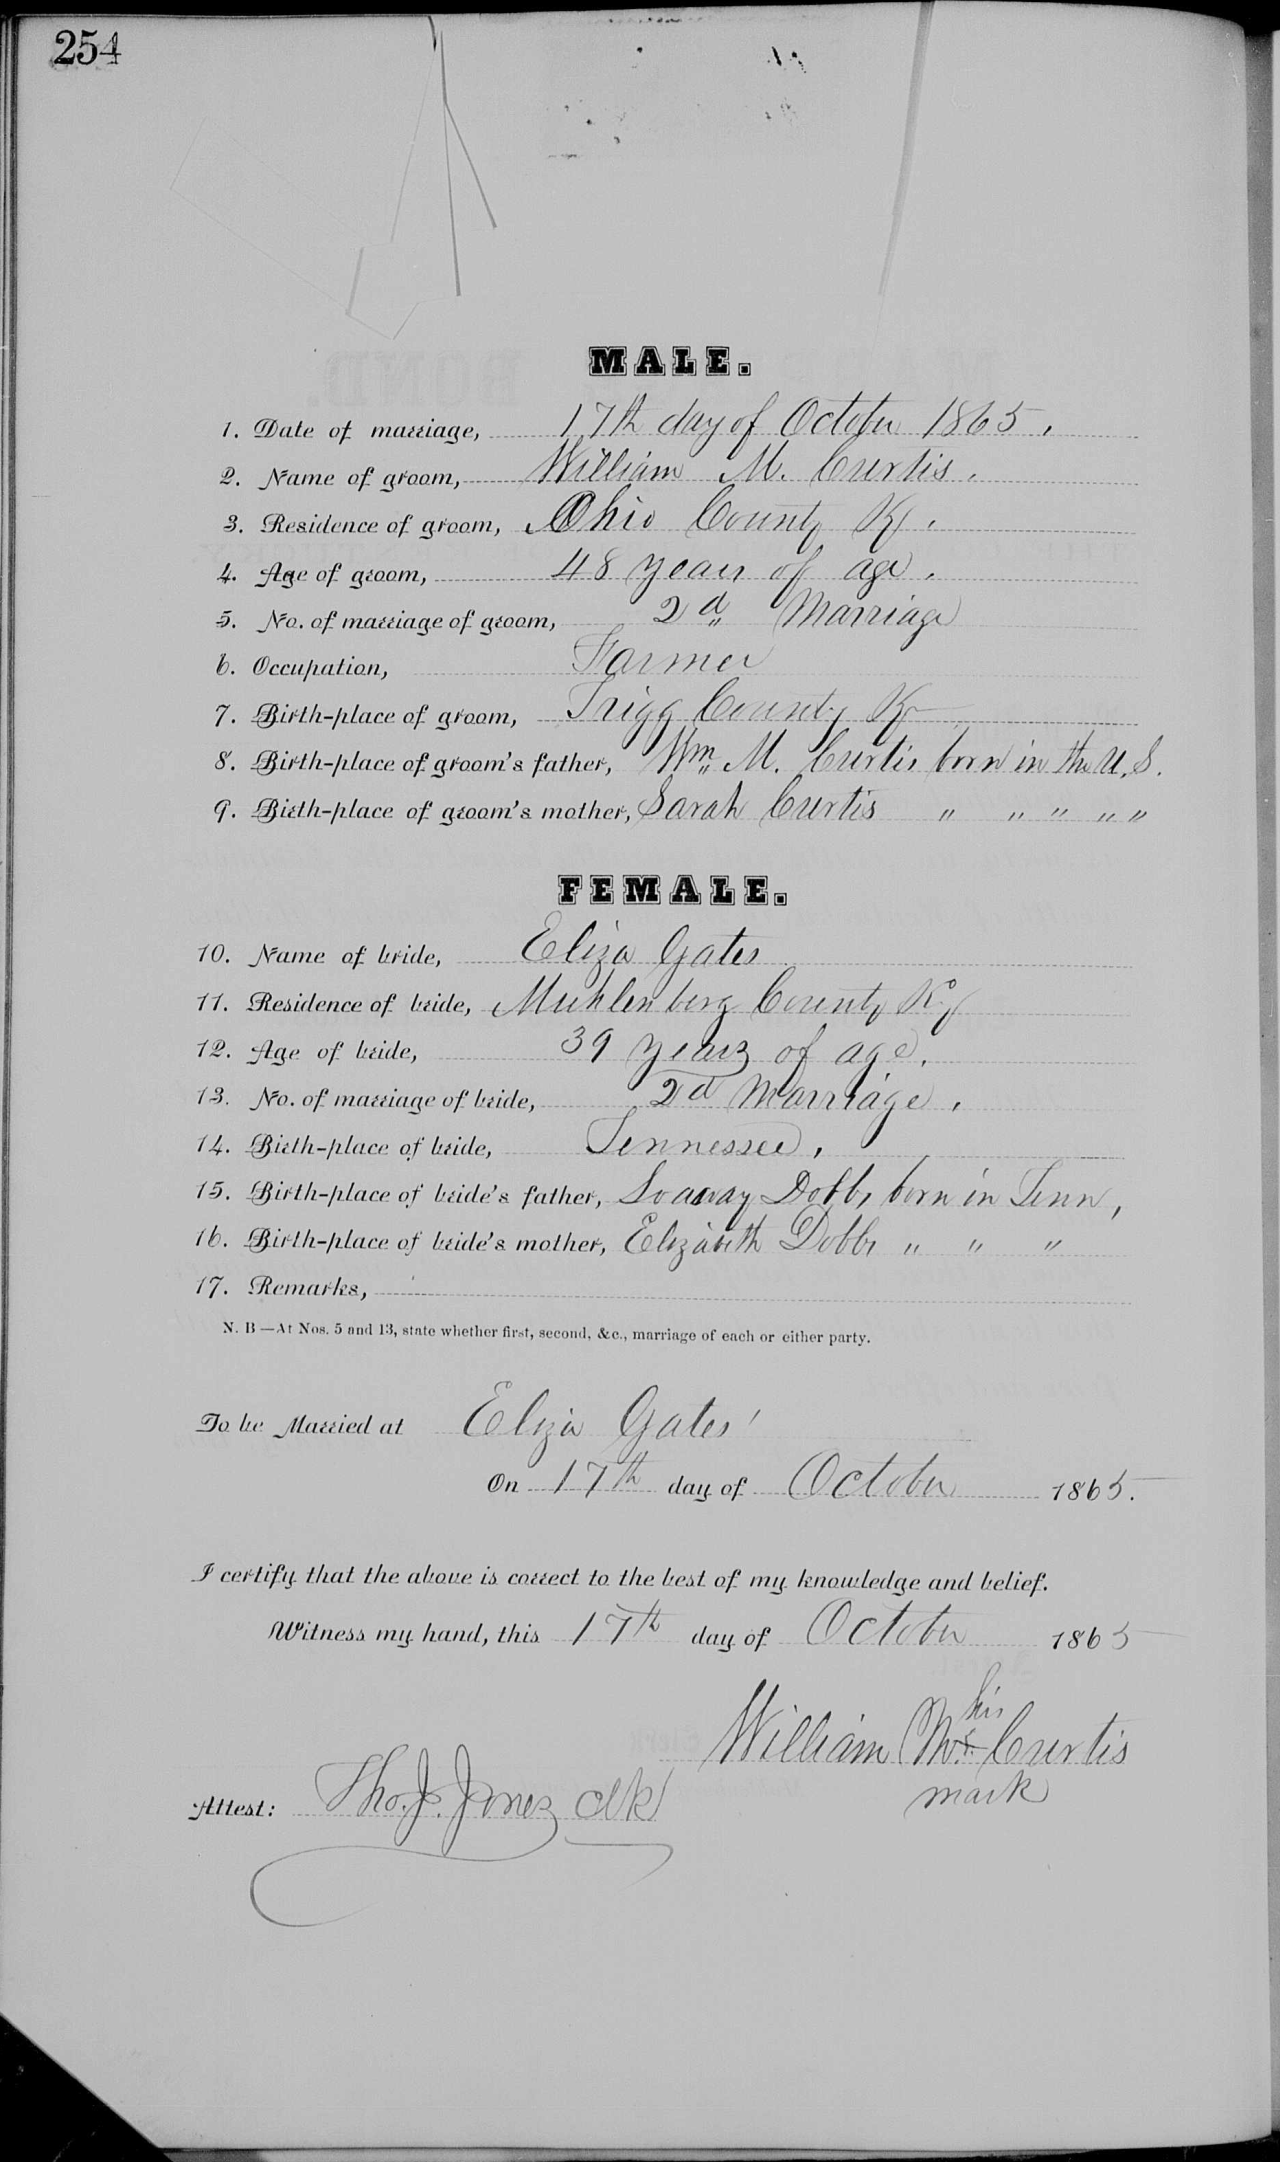 254
MALE.
1. Date of marriage, 17th day of October 1865.
2. Name of groom, William M. Curtis.
3. Residence of groom, Ohio County Ky.
4. Age of groom, 48 years of age.
5. No. of marriage of groom, 2d Marriage
6. Occupation, Farmer
7. Birth-place of groom, Trigg County Ky
8. Birth-place of groom's father, Wm M. Curtis born in the U.S.
9. Birth-place of groom's mother, Sarah Curtis " " " " "
FEMALE.
10. Name of bride, Eliza Gates
11. Residence of bride, Muhlenberg County Ky
12. Age of bride, 39 years of age.
13. No. of marriage of bride, 2d Marriage.
14. Birth-place of bride, Tennessee.
15. Birth-place of bride's father, Dobbs born in Tenn,
16. Birth-place of bride's mother, Elizabeth Dobbs " " "
17. Remarks,
N. B—At Nos. 5 and 13, state whether first, second, &c., marriage of each or either party.
To be Married at Eliza Gates'
On 17th day of October 1865.
I certify that the above is correct to the best of my knowledge and belief.
Witness my hand, this 17th day of October 1865
his
William M. x Curtis
mark
Attest: Tho. J. Jones clk